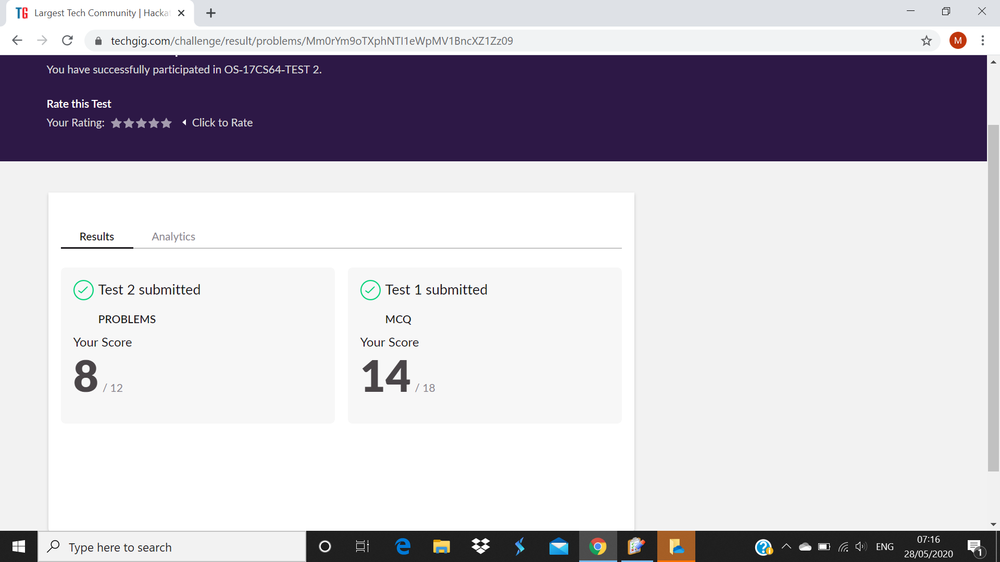 TG Largest Tech Community | Hacka
techgig.com/challenge/result/problems/Mm0rYm9oTXphNTI1eWpMV1BncXZ1Zz09
M
You have successfully participated in OS-17CS64-TEST 2.
Rate this Test
Your Rating:
Click to Rate
Results
Analytics
Test 2 submitted
PROBLEMS
Your Score
8 / 12
Test 1 submitted
MCQ
Your Score
14 / 18
Type here to search
ENG
07:16
28/05/2020
1